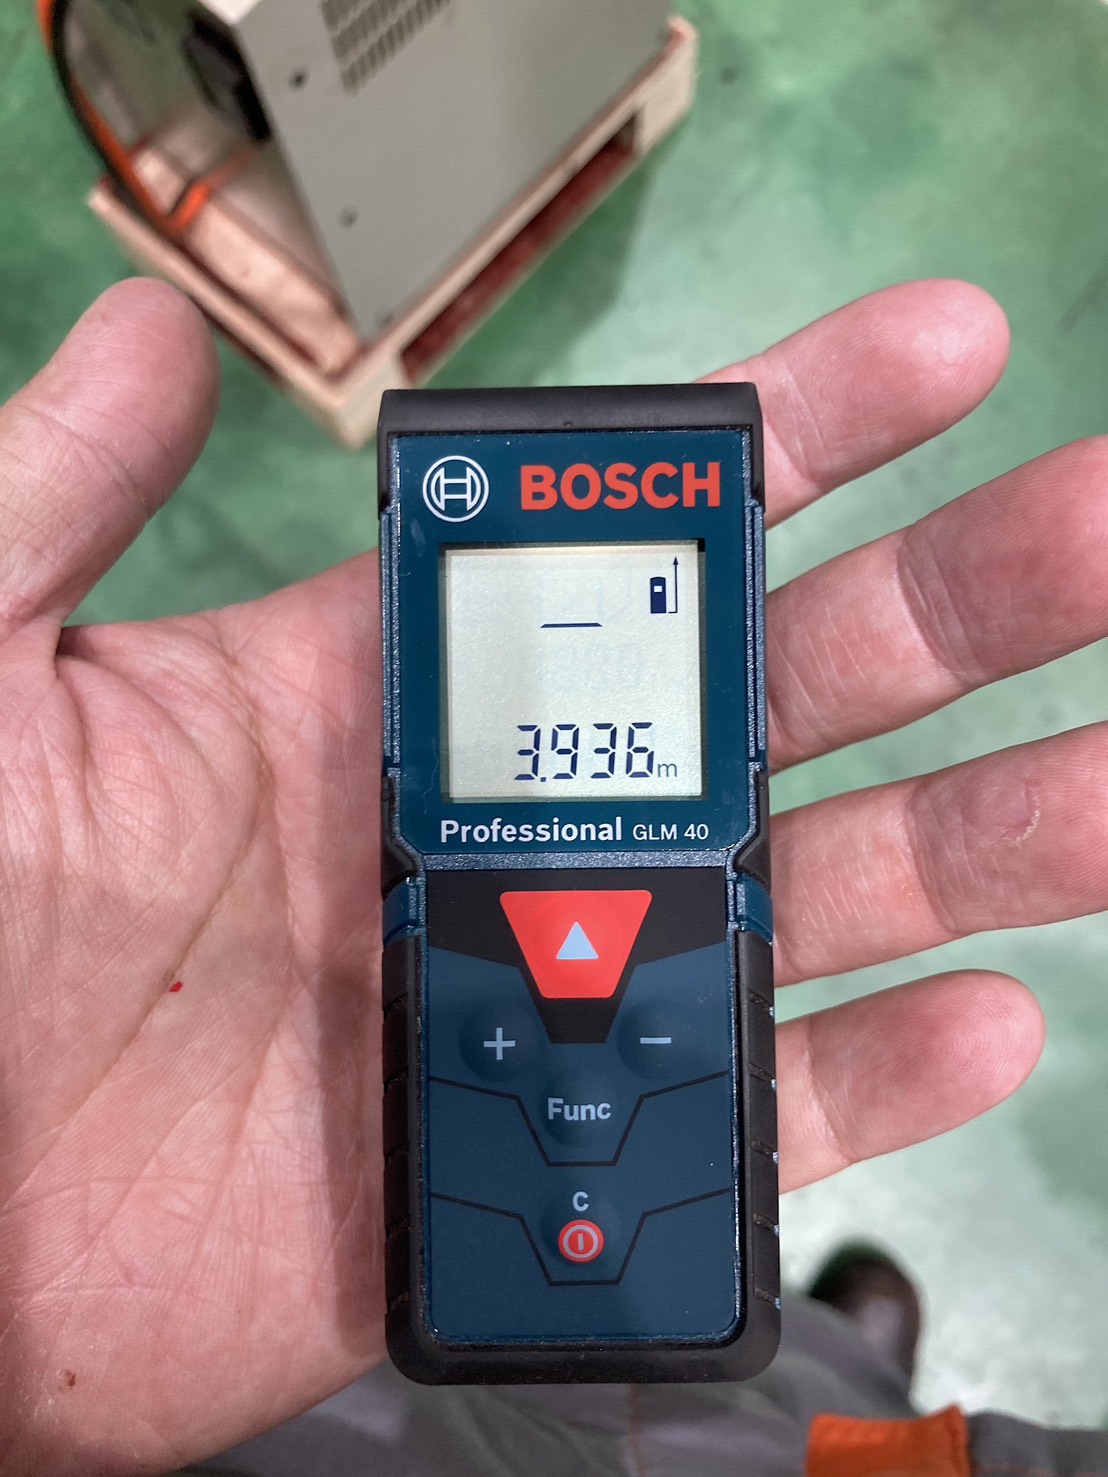 BOSCH
3.936m
Professional GLM 40
+ −
Func
C